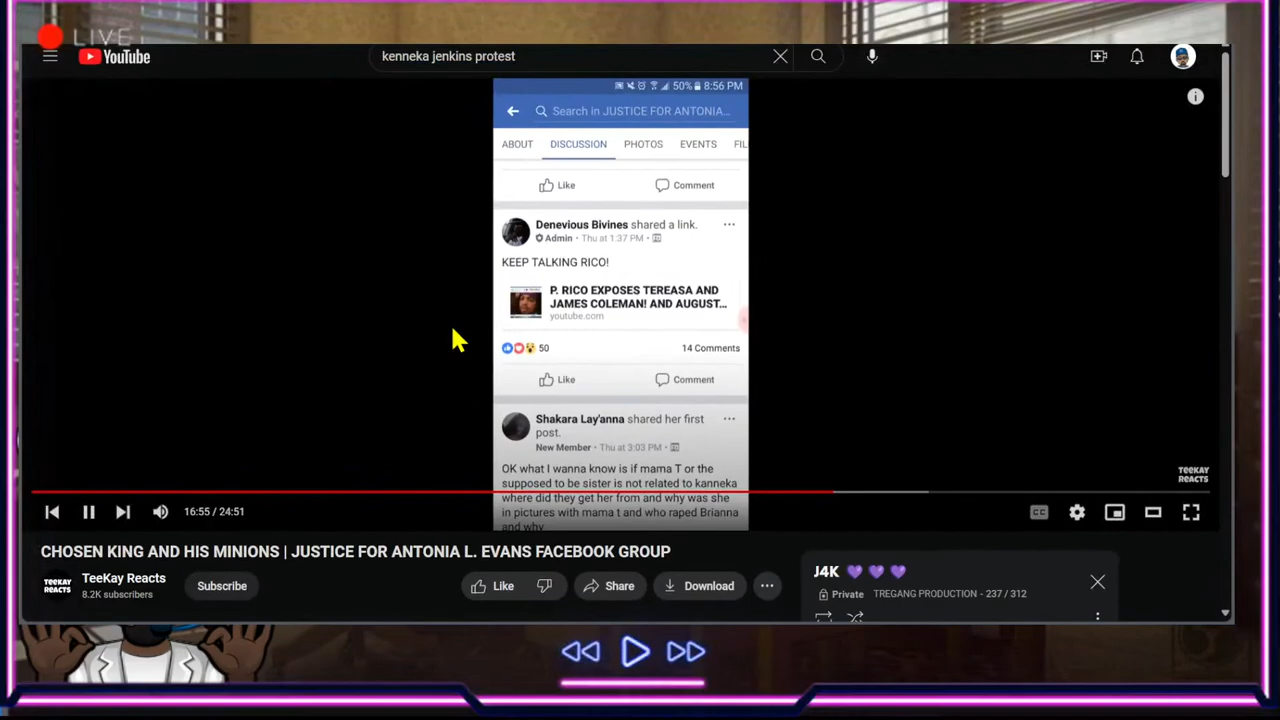 LIVE
YouTube
kenneka jenkins protest
50% 8:56 PM
Search in JUSTICE FOR ANTONIA...
ABOUT DISCUSSION PHOTOS EVENTS FIL
Like Comment
Denevious Bivines shared a link.
Admin • Thu at 1:37 PM •
KEEP TALKING RICO!
P. RICO EXPOSES TEREASA AND
JAMES COLEMAN! AND AUGUST...
youtube.com
50 14 Comments
Like Comment
Shakara Lay'anna shared her first
post.
New Member • Thu at 3:03 PM •
OK what I wanna know is if mama T or the
supposed to be sister is not related to kanneka
where did they get her from and why was she
in pictures with mama t and who raped Brianna
and why
TEEKAY
REACTS
16:55 / 24:51
CC
CHOSEN KING AND HIS MINIONS | JUSTICE FOR ANTONIA L. EVANS FACEBOOK GROUP
TEEKAY
REACTS
TeeKay Reacts
8.2K subscribers
Subscribe
Like
Share
Download
J4K 💜 💜 💜
Private TREGANG PRODUCTION - 237 / 312